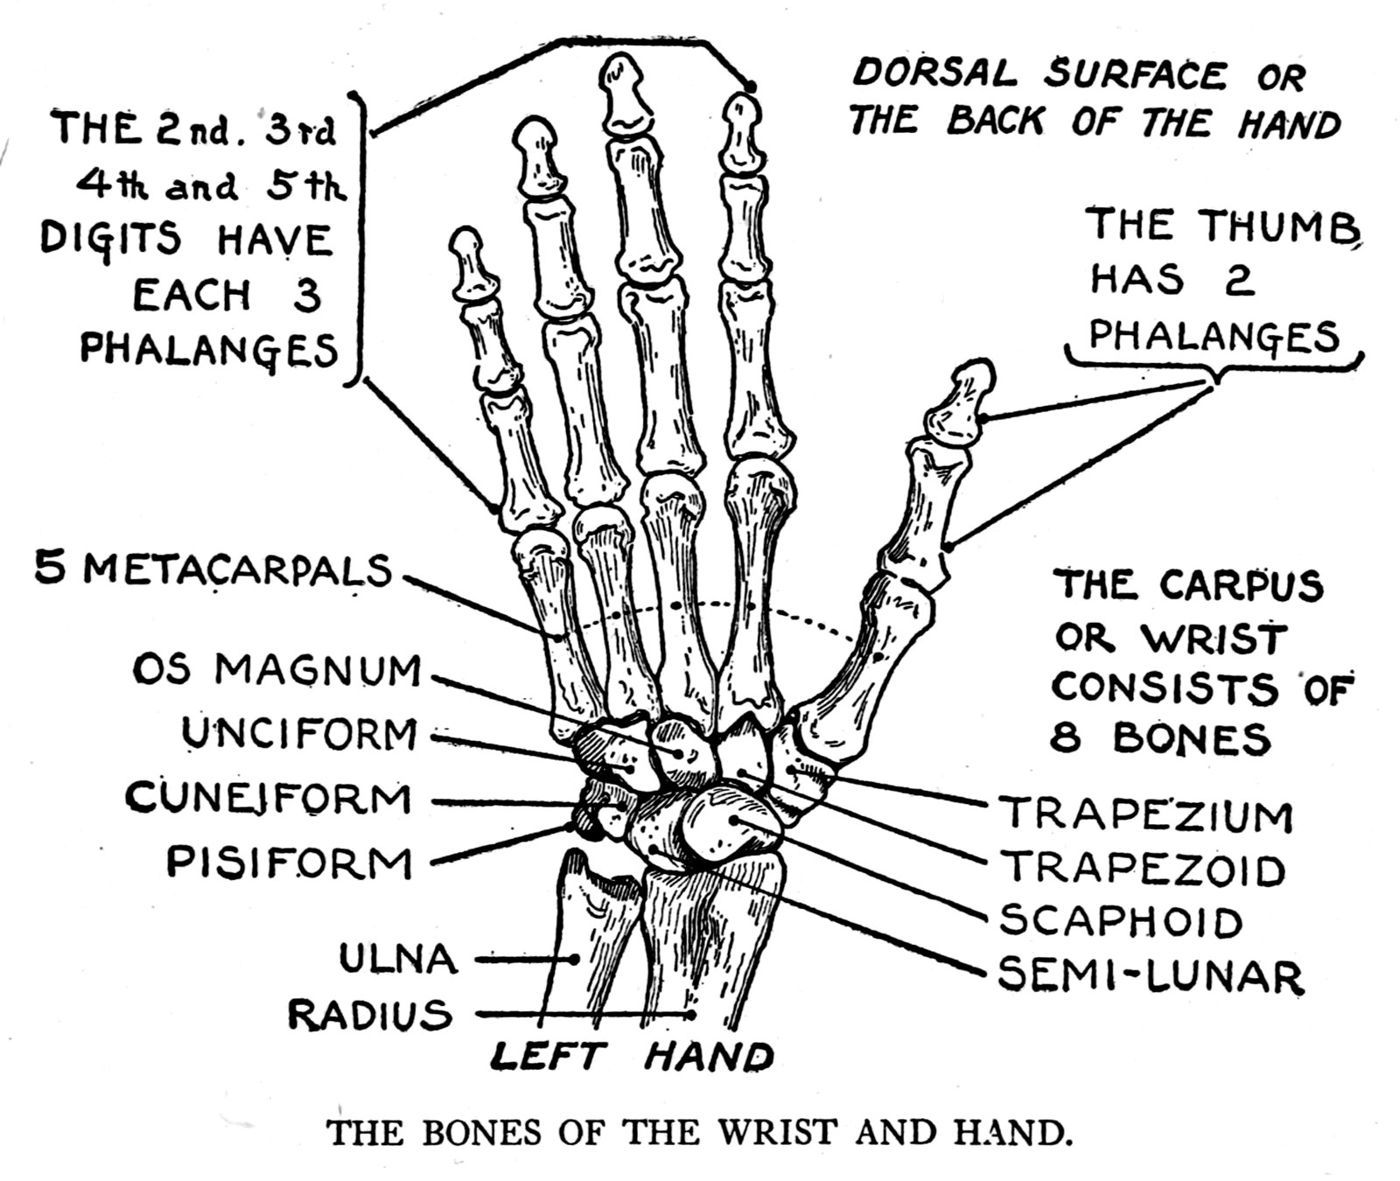 DORSAL SURFACE OR
THE BACK OF THE HAND
THE 2nd. 3rd
4th and 5th
DIGITS HAVE
EACH 3
PHALANGES
THE THUMB
HAS 2
PHALANGES
5 METACARPALS
OS MAGNUM
UNCIFORM
CUNEIFORM
PISIFORM
ULNA
RADIUS
THE CARPUS
OR WRIST
CONSISTS OF
8 BONES
TRAPEZIUM
TRAPEZOID
SCAPHOID
SEMI-LUNAR
LEFT HAND
THE BONES OF THE WRIST AND HAND.